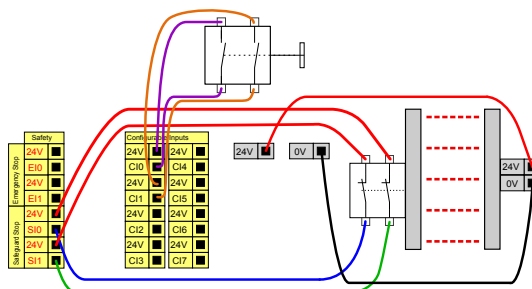 Safety
Emergency Stop
24V
EI0
24V
EI1
Safeguard Stop
24V
SI0
24V
SI1
Configurable Inputs
24V 24V
CI0 CI4
24V 24V
CI1 CI5
24V 24V
CI2 CI6
24V 24V
CI3 CI7
24V
0V
24V
0V